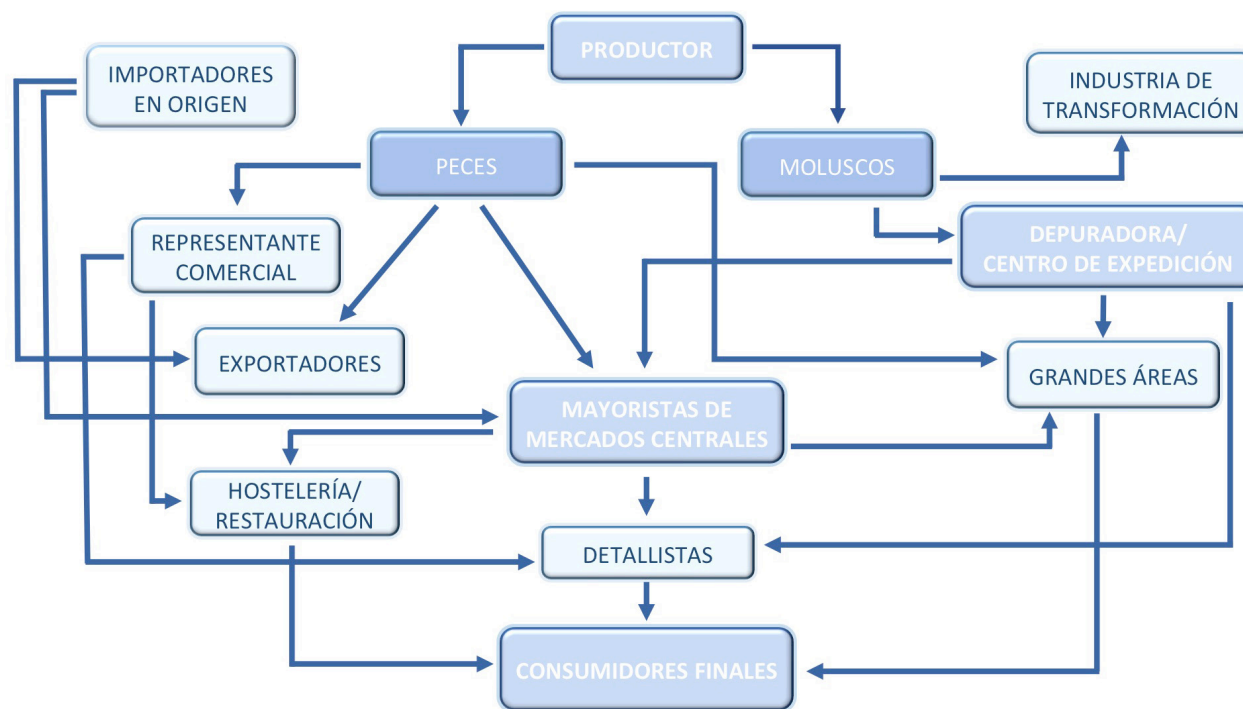 PRODUCTOR
IMPORTADORES
EN ORIGEN
INDUSTRIA DE
TRANSFORMACIÓN
PECES
MOLUSCOS
REPRESENTANTE
COMERCIAL
DEPURADORA/
CENTRO DE EXPEDICIÓN
EXPORTADORES
GRANDES ÁREAS
MAYORISTAS DE
MERCADOS CENTRALES
HOSTELERÍA/
RESTAURACIÓN
DETALLISTAS
CONSUMIDORES FINALES